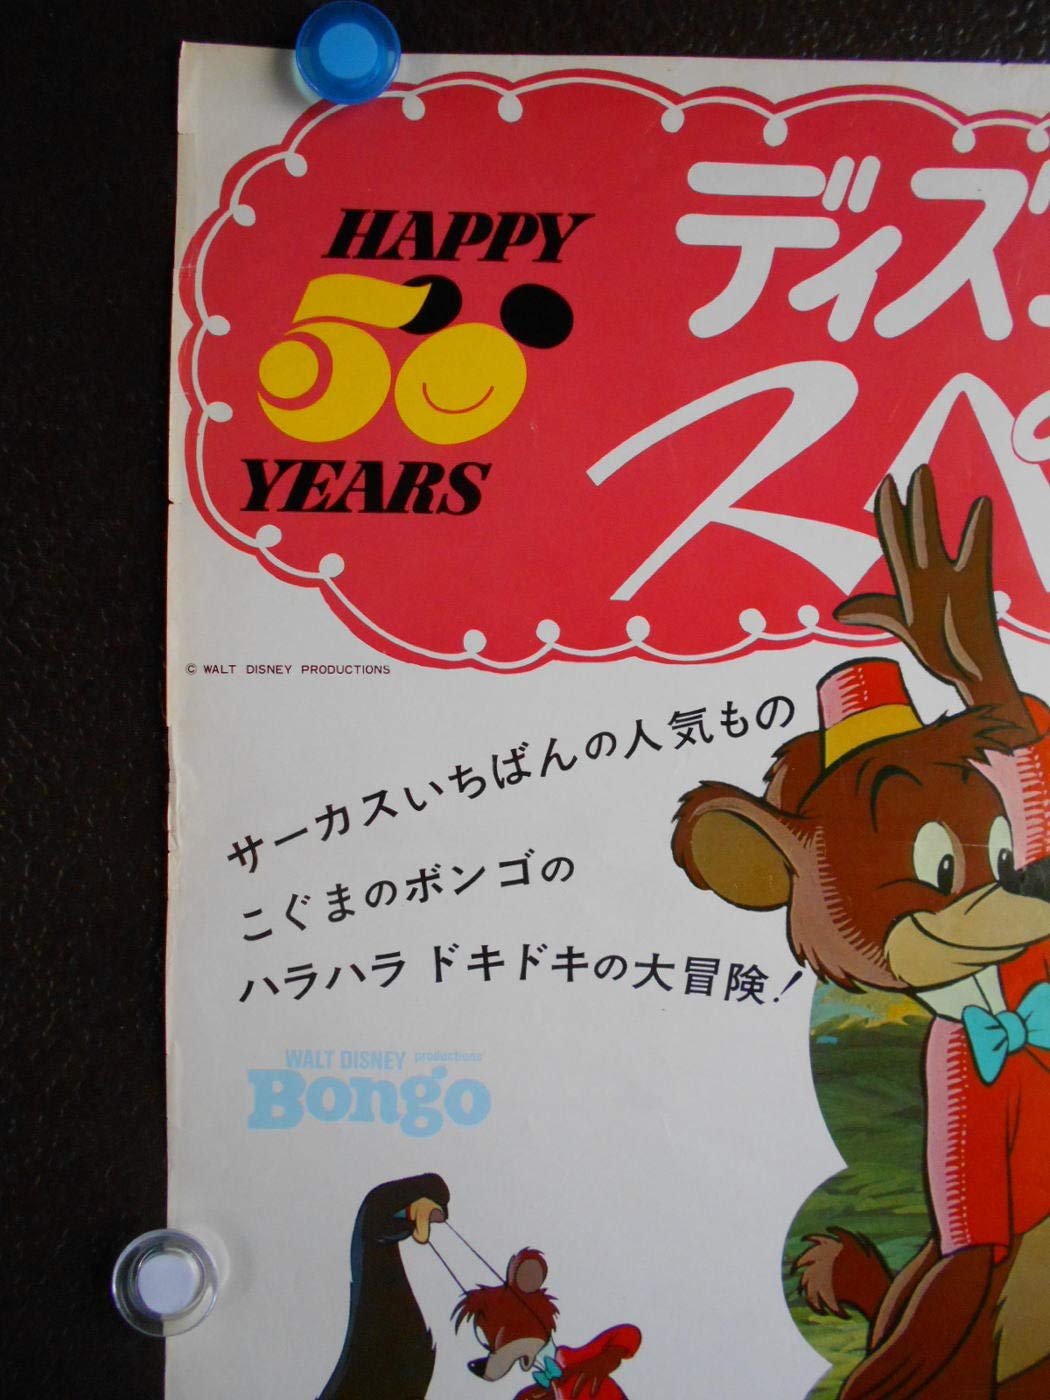 HAPPY
50
YEARS
ディズ
スペ
© WALT DISNEY PRODUCTIONS
サーカスいちばんの人気もの
こぐまのボンゴの
ハラハラ ドキドキの大冒険!
WALT DISNEY productions
Bongo